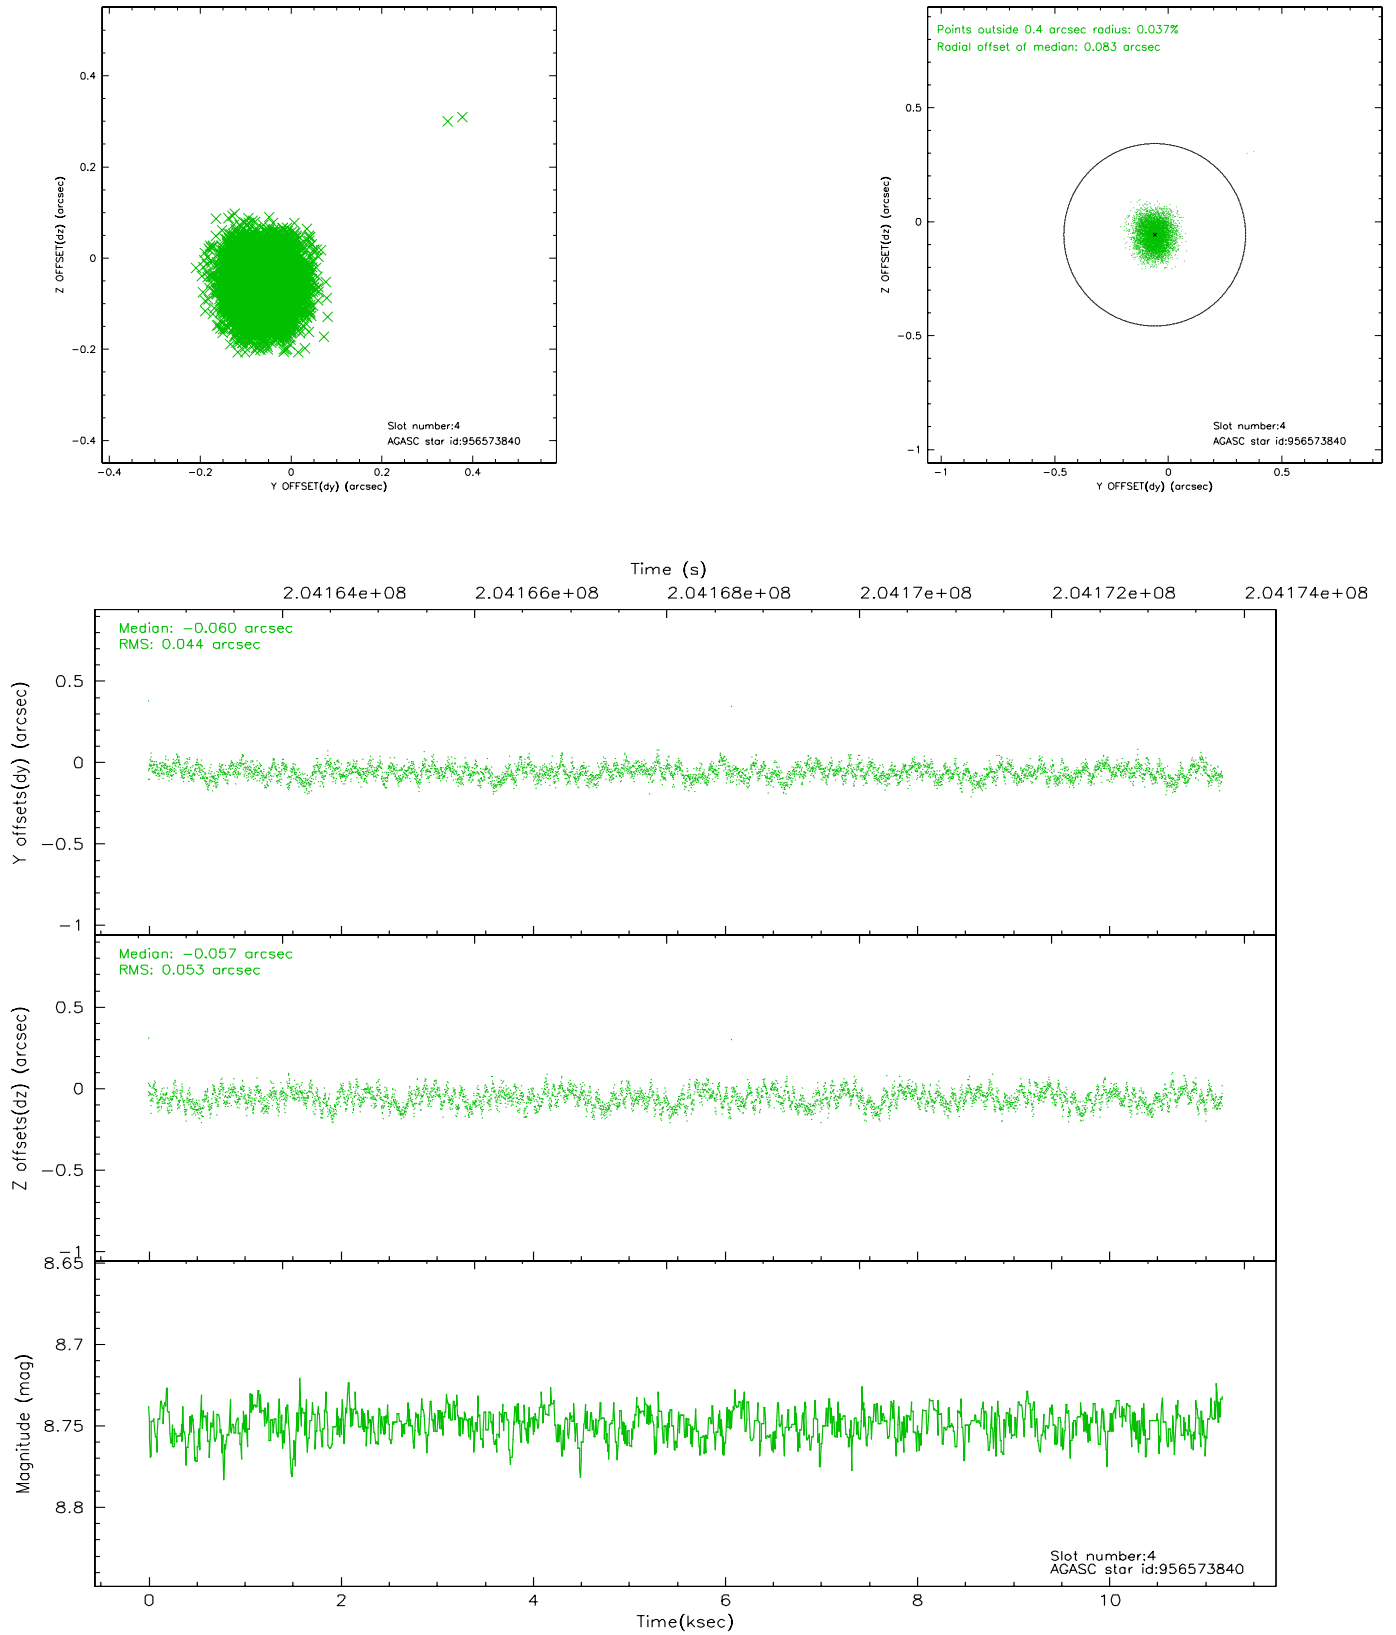 0.4
0.2
0
−0.2
−0.4
Z OFFSET(dz) (arcsec)
−0.4 −0.2 0 0.2 0.4
Y OFFSET(dy) (arcsec)
Slot number:4
AGASC star id:956573840
Points outside 0.4 arcsec radius: 0.037%
Radial offset of median: 0.083 arcsec
0.5
0
−0.5
−1
Z OFFSET(dz) (arcsec)
Slot number:4
AGASC star id:956573840
−1 −0.5 0 0.5
Y OFFSET(dy) (arcsec)
Time (s)
2.04164e+08 2.04166e+08 2.04168e+08 2.0417e+08 2.04172e+08 2.04174e+08
Median: −0.060 arcsec
RMS: 0.044 arcsec
0.5
0
−0.5
−1
Y offsets(dy) (arcsec)
Median: −0.057 arcsec
RMS: 0.053 arcsec
0.5
0
−0.5
−1
Z offsets(dz) (arcsec)
8.65
8.7
8.75
8.8
Magnitude (mag)
Slot number:4
AGASC star id:956573840
0 2 4 6 8 10
Time(ksec)